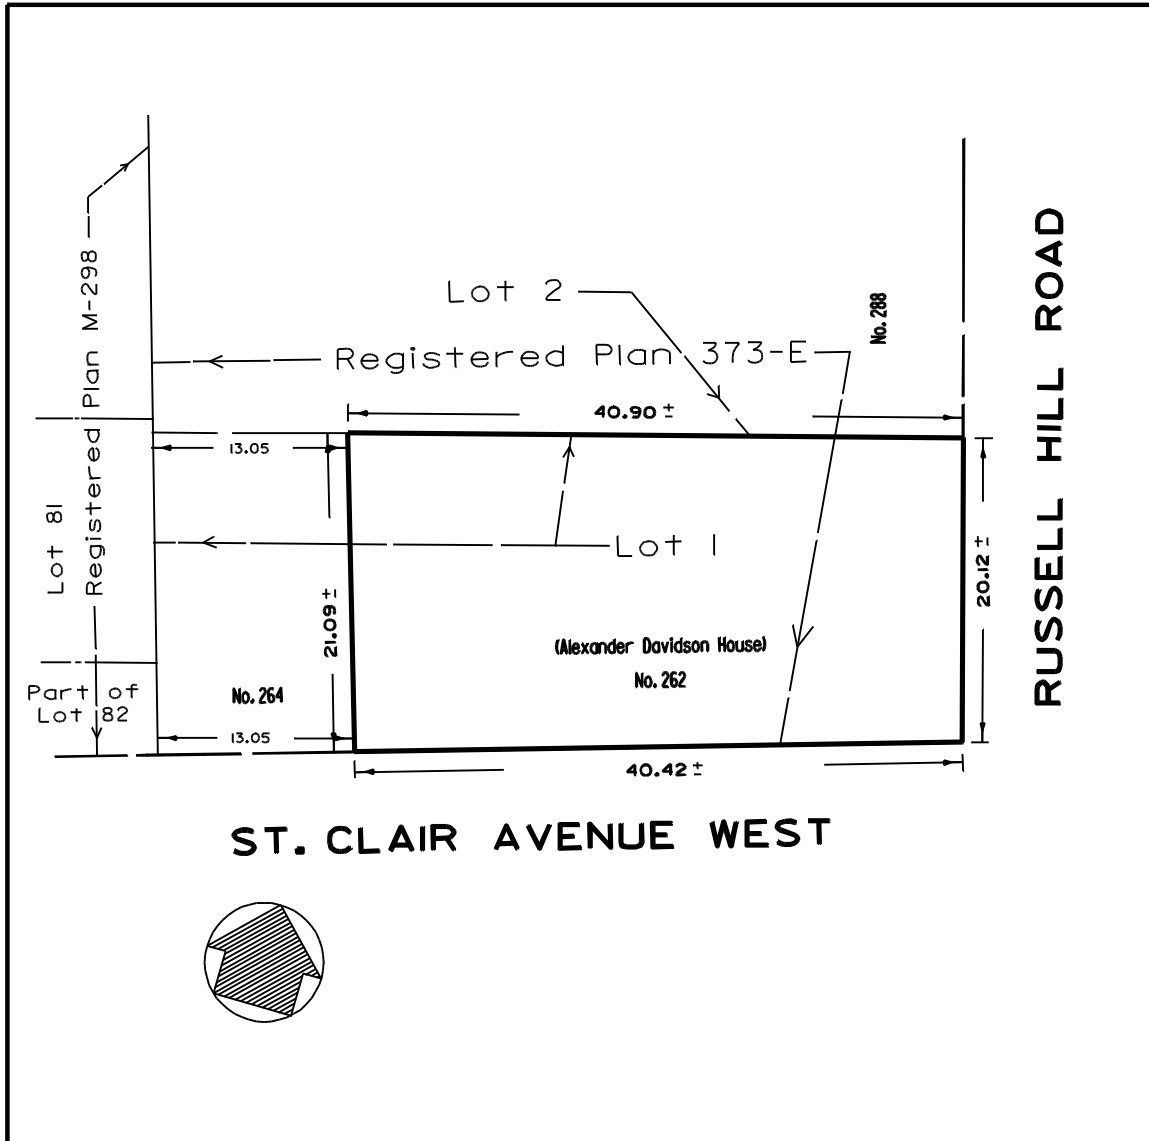 Lot 2
No. 288
Registered Plan 373-E
Registered Plan M-298
RUSSELL HILL ROAD
40.90 ±
13.05
Lot 81
Lot 1
20.12 ±
21.09 ±
(Alexander Davidson House)
No. 262
No. 264
Part of
Lot 82
13.05
40.42 ±
ST. CLAIR AVENUE WEST